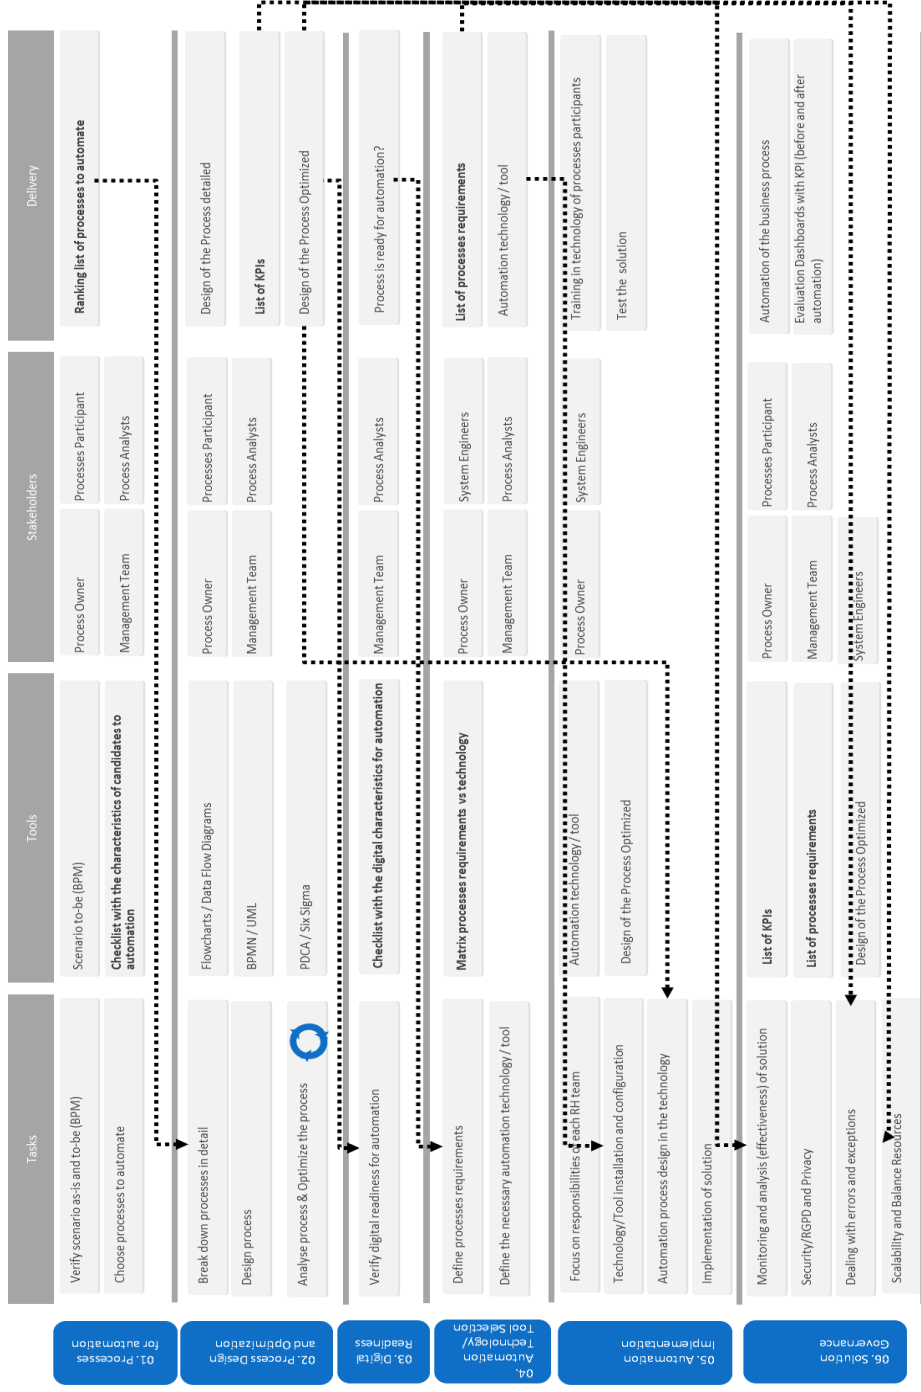 Tasks
Tools
Stakeholders
Delivery
01. Processes
for automation
Verify scenario as-is and to-be (BPM)
Choose processes to automate
Scenario to-be (BPM)
Checklist with the characteristics of candidates to
automation
Process Owner
Processes Participant
Management Team
Process Analysts
Ranking list of processes to automate
02. Process Design
and Optimization
Break down processes in detail
Design process
Analyse process & Optimize the process
Flowcharts / Data Flow Diagrams
BPMN / UML
PDCA / Six Sigma
Process Owner
Processes Participant
Management Team
Process Analysts
Design of the Process detailed
List of KPIs
Design of the Process Optimized
03. Digital
Readiness
Verify digital readiness for automation
Checklist with the digital characteristics for automation
Management Team
Process Analysts
Process is ready for automation?
04.
Automation
Technology/
Tool Selection
Define processes requirements
Define the necessary automation technology / tool
Matrix processes requirements vs technology
Process Owner
System Engineers
Management Team
Process Analysts
List of processes requirements
Automation technology / tool
05. Automation
Implementation
Focus on responsibilities of each RH team
Technology/Tool installation and configuration
Automation process design in the technology
Implementation of solution
Automation technology / tool
Design of the Process Optimized
Process Owner
System Engineers
Training in technology of processes participants
Test the solution
06. Solution
Governance
Monitoring and analysis (effectiveness) of solution
Security/RGPD and Privacy
Dealing with errors and exceptions
Scalability and Balance Resources
List of KPIs
List of processes requirements
Design of the Process Optimized
Process Owner
Processes Participant
Management Team
Process Analysts
System Engineers
Automation of the business process
Evaluation Dashboards with KPI (before and after
automation)